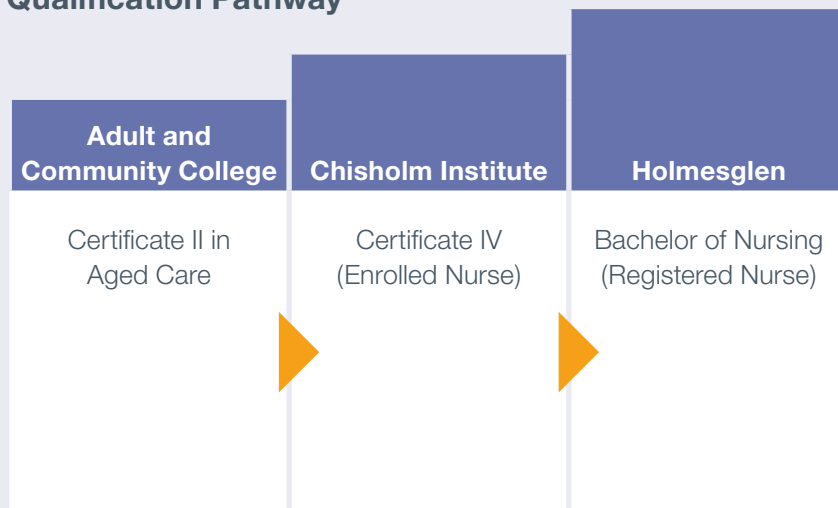 Qualification Pathway
Adult and
Community College
Chisholm Institute
Holmesglen
Certificate II in
Aged Care
Certificate IV
(Enrolled Nurse)
Bachelor of Nursing
(Registered Nurse)